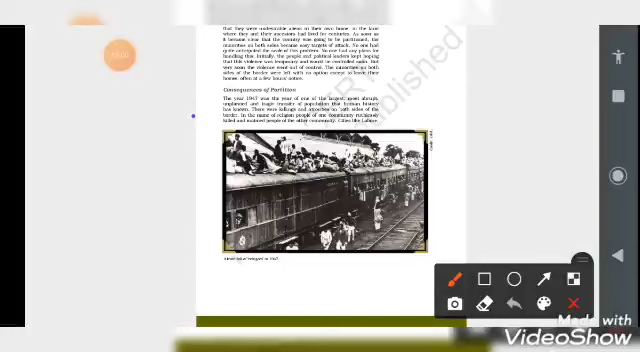 that they were undesirable aliens in their own home, in the land
where they and their ancestors had lived for centuries. As soon as
it became clear that the country was going to be partitioned, the
minorities on both sides became easy targets of attack. No one had
quite anticipated the scale of this problem. No one had any plans for
handling this. Initially, the people and political leaders kept hoping
that this violence was temporary and would be controlled soon. But
very soon the violence went out of control. The minorities on both
sides of the border were left with no option except to leave their
homes, often at a few hours' notice.
Consequences of Partition
The year 1947 was the year of one of the largest, most abrupt,
unplanned and tragic transfer of population that human history
has known. There were killings and atrocities on both sides of the
border. In the name of religion people of one community ruthlessly
killed and maimed people of the other community. Cities like Lahore,
A train full of refugees in 1947.
Made with
VideoShow